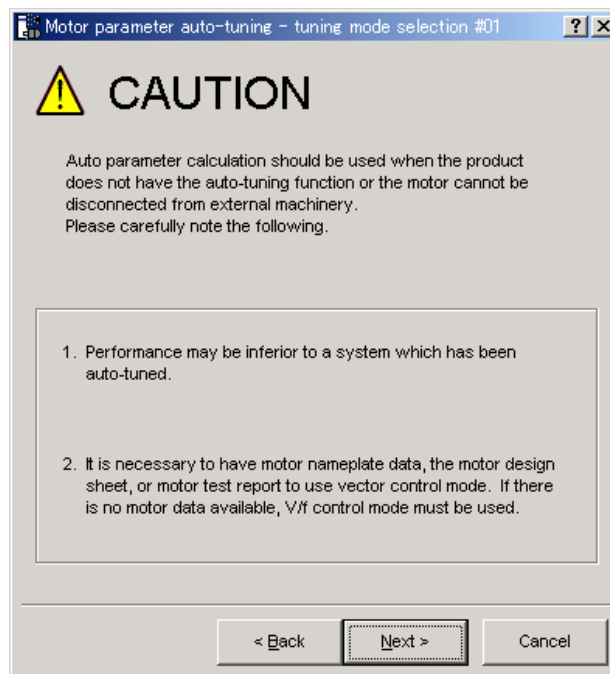 Motor parameter auto-tuning - tuning mode selection #01
CAUTION
Auto parameter calculation should be used when the product
does not have the auto-tuning function or the motor cannot be
disconnected from external machinery.
Please carefully note the following.
1. Performance may be inferior to a system which has been
auto-tuned.
2. It is necessary to have motor nameplate data, the motor design
sheet, or motor test report to use vector control mode. If there
is no motor data available, V/f control mode must be used.
< Back
Next >
Cancel